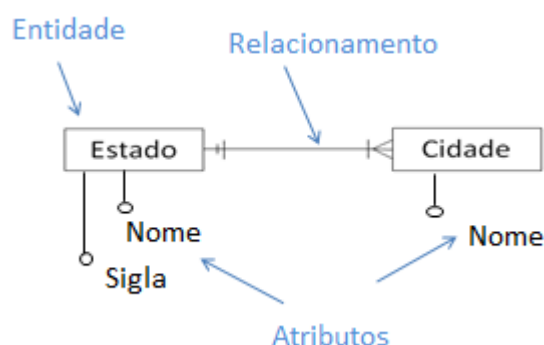 Entidade
Relacionamento
Estado
Cidade
Nome
Nome
Sigla
Atributos